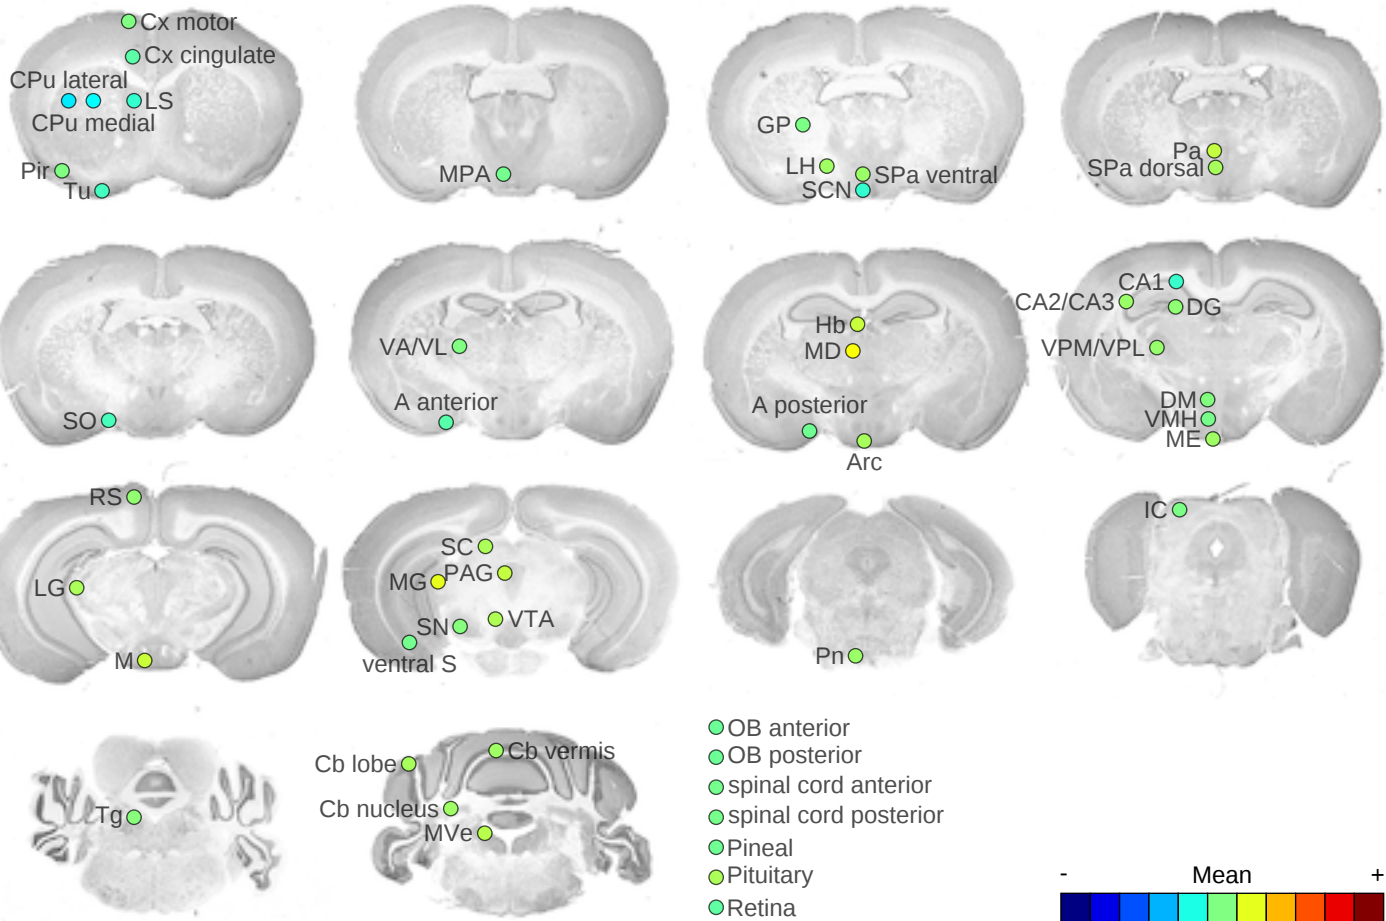 Cx motor
Cx cingulate
CPu lateral
LS
CPu medial
Pir
Tu
MPA
GP
LH
SPa ventral
SCN
Pa
SPa dorsal
SO
VA/VL
A anterior
Hb
MD
A posterior
Arc
CA1
CA2/CA3
DG
VPM/VPL
DM
VMH
ME
RS
LG
M
SC
MG
PAG
SN
VTA
ventral S
Pn
IC
Tg
Cb lobe
Cb vermis
Cb nucleus
MVe
OB anterior
OB posterior
spinal cord anterior
spinal cord posterior
Pineal
Pituitary
Retina
- Mean +